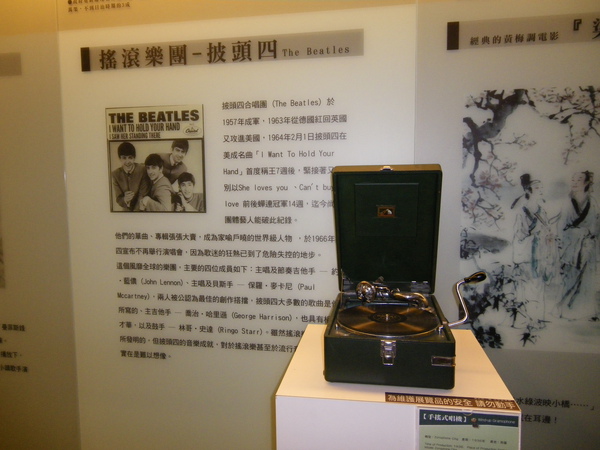 搖滾樂團-披頭四 The Beatles
THE BEATLES
I WANT TO HOLD YOUR HAND
I SAW HER STANDING THERE
披頭四合唱團 (The Beatles) 於
1957年成軍，1963年從德國紅回英國
又攻進美國，1964年2月1日披頭四在
美成名曲「I Want To Hold Your
Hand」首度稱王7週後，緊接著又
別以She loves you 、Can't bu
love 前後蟬連冠軍14週，迄今尚
團體藝人能破此紀錄。
他們的單曲、專輯張張大賣，成為家喻戶曉的世界級人物，於1966年
四宣布不再舉行演唱會，因為歌迷的狂熱已到了危險失控的地步。
這個風靡全球的樂團，主要的四位成員如下：主唱及節奏吉他手 ─ 約
、藍儂 (John Lennon)、主唱及貝斯手 ─ 保羅、麥卡尼 (Paul
Mccartney)，兩人被公認為最佳的創作搭擋，披頭四大多數的歌曲是
所寫的，主吉他手 ─ 喬治、哈里遜 (George Harrison)，也具有
才華，以及鼓手 ─ 林哥、史達 (Ringo Starr)。雖然搖滾
所發明的，但披頭四的音樂成就，對於搖滾樂甚至於流行
實在是難以想像。
經典的黃梅調電影『
為維護展覽品的安全 請勿動手
【手搖式唱機】
水綠液映小橋……」
在耳邊！